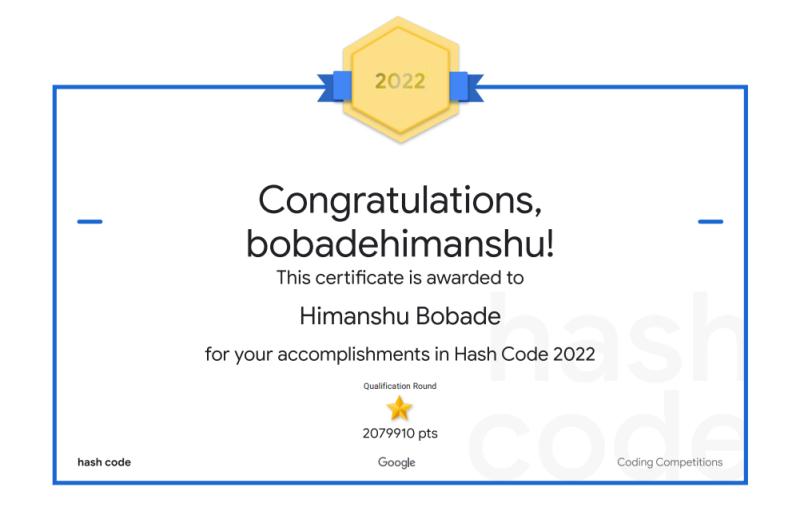 2022
Congratulations,
bobadehimanshu!
This certificate is awarded to
Himanshu Bobade
for your accomplishments in Hash Code 2022
Qualification Round
2079910 pts
hash code Google Coding Competitions
hash
code